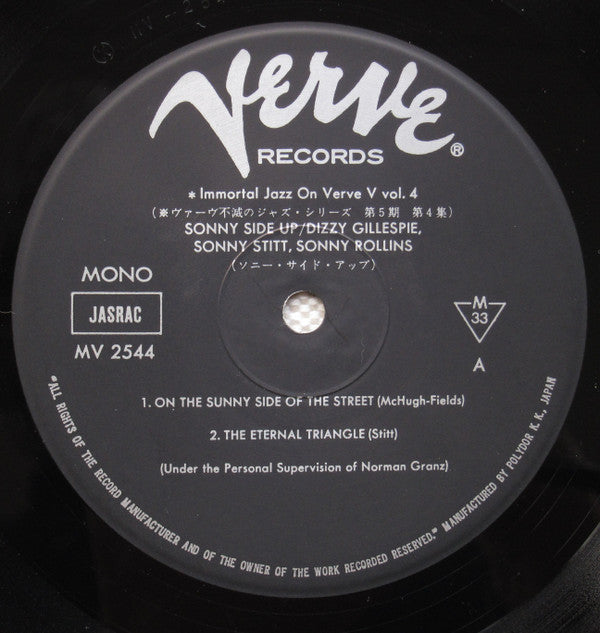 MV-2
Verve
RECORDS ®
* Immortal Jazz On Verve V vol. 4
(※ヴァーヴ不滅のジャズ・シリーズ 第5期 第4集)
SONNY SIDE UP/DIZZY GILLESPIE,
SONNY STITT, SONNY ROLLINS
(ソニー・サイド・アップ)
MONO
JASRAC
MV 2544
M
33
A
1. ON THE SUNNY SIDE OF THE STREET (McHugh-Fields)
2. THE ETERNAL TRIANGLE (Stitt)
(Under the Personal Supervision of Norman Granz)
"ALL RIGHTS OF THE RECORD MANUFACTURER AND OF THE OWNER OF THE WORK RECORDED RESERVED." MANUFACTURED BY POLYDOR K. K., JAPAN